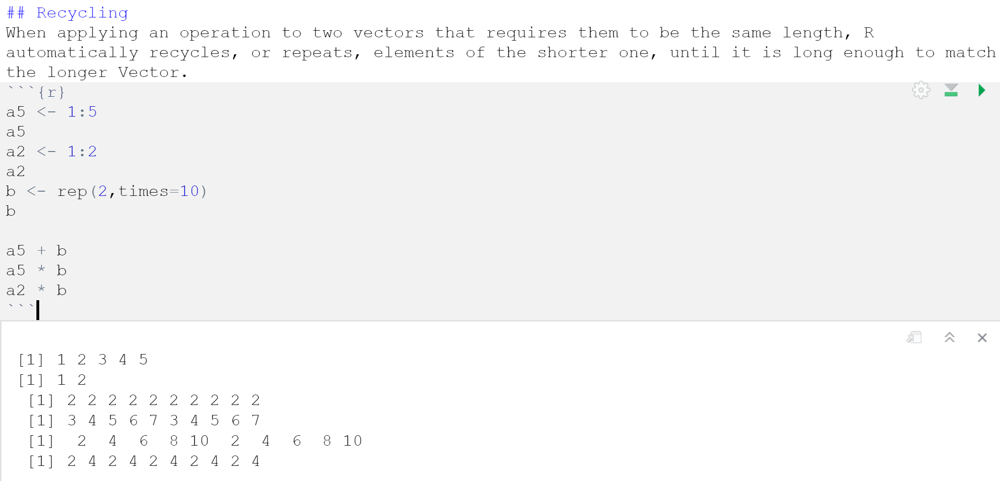 ## Recycling
When applying an operation to two vectors that requires them to be the same length, R
automatically recycles, or repeats, elements of the shorter one, until it is long enough to match
the longer Vector.
```{r}
a5 <- 1:5
a5
a2 <- 1:2
a2
b <- rep(2,times=10)
b

a5 + b
a5 * b
a2 * b
```
[1] 1 2 3 4 5
[1] 1 2
 [1] 2 2 2 2 2 2 2 2 2 2
 [1] 3 4 5 6 7 3 4 5 6 7
 [1]  2  4  6  8 10  2  4  6  8 10
 [1] 2 4 2 4 2 4 2 4 2 4